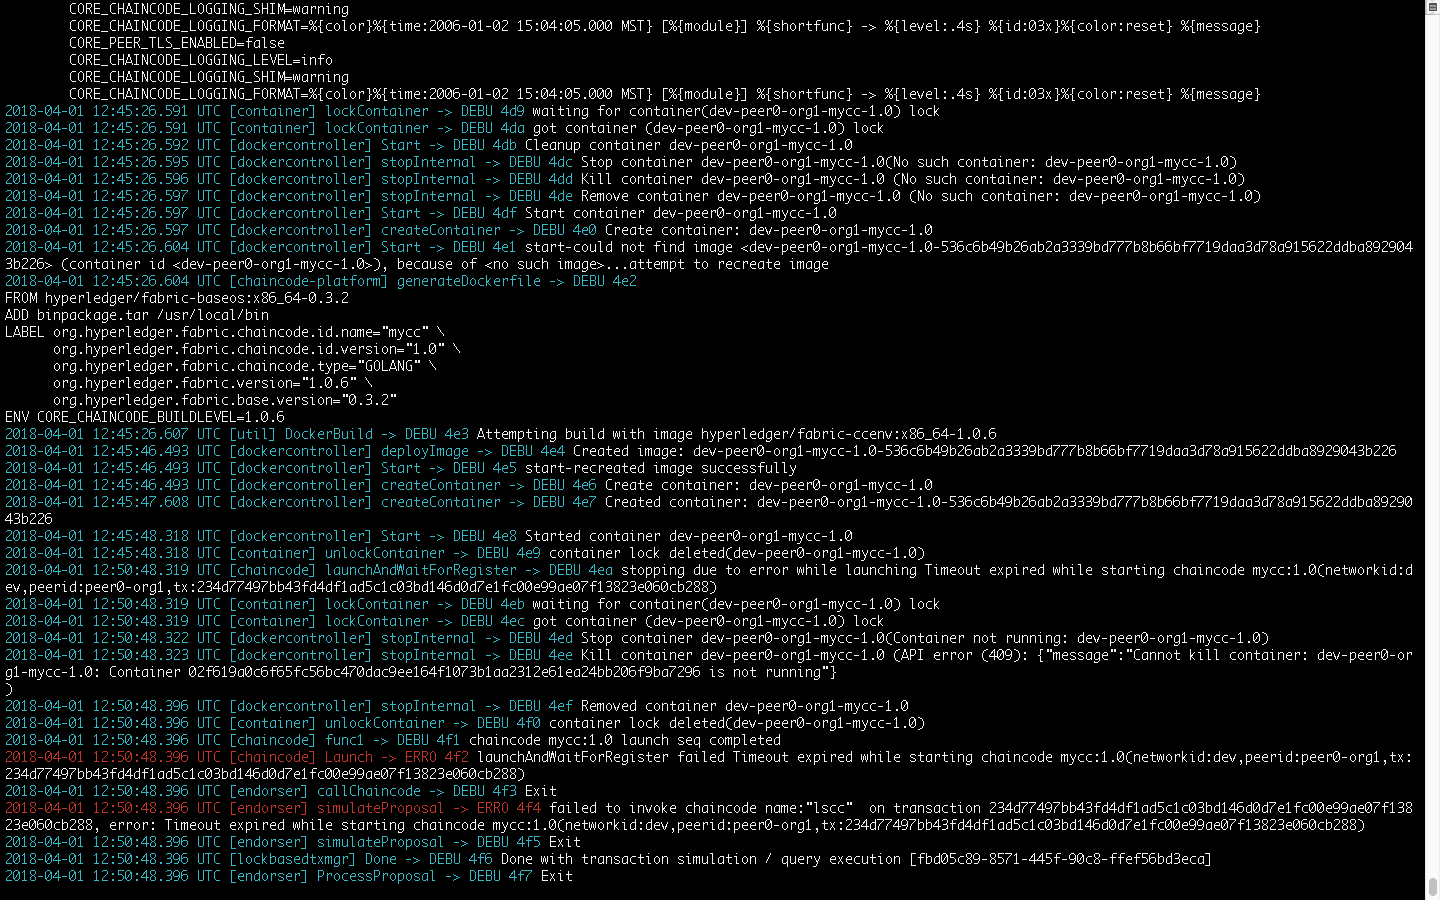 CORE_CHAINCODE_LOGGING_SHIM=warning
CORE_CHAINCODE_LOGGING_FORMAT=%{color}%{time:2006-01-02 15:04:05.000 MST} [%{module}] %{shortfunc} -> %{level:.4s} %{id:03x}%{color:reset} %{message}
CORE_PEER_TLS_ENABLED=false
CORE_CHAINCODE_LOGGING_LEVEL=info
CORE_CHAINCODE_LOGGING_SHIM=warning
CORE_CHAINCODE_LOGGING_FORMAT=%{color}%{time:2006-01-02 15:04:05.000 MST} [%{module}] %{shortfunc} -> %{level:.4s} %{id:03x}%{color:reset} %{message}
2018-04-01 12:45:26.591 UTC [container] lockContainer -> DEBU 4d9 waiting for container(dev-peer0-org1-mycc-1.0) lock
2018-04-01 12:45:26.591 UTC [container] lockContainer -> DEBU 4da got container (dev-peer0-org1-mycc-1.0) lock
2018-04-01 12:45:26.592 UTC [dockercontroller] Start -> DEBU 4db Cleanup container dev-peer0-org1-mycc-1.0
2018-04-01 12:45:26.595 UTC [dockercontroller] stopInternal -> DEBU 4dc Stop container dev-peer0-org1-mycc-1.0(No such container: dev-peer0-org1-mycc-1.0)
2018-04-01 12:45:26.596 UTC [dockercontroller] stopInternal -> DEBU 4dd Kill container dev-peer0-org1-mycc-1.0 (No such container: dev-peer0-org1-mycc-1.0)
2018-04-01 12:45:26.597 UTC [dockercontroller] stopInternal -> DEBU 4de Remove container dev-peer0-org1-mycc-1.0 (No such container: dev-peer0-org1-mycc-1.0)
2018-04-01 12:45:26.597 UTC [dockercontroller] Start -> DEBU 4df Start container dev-peer0-org1-mycc-1.0
2018-04-01 12:45:26.597 UTC [dockercontroller] createContainer -> DEBU 4e0 Create container: dev-peer0-org1-mycc-1.0
2018-04-01 12:45:26.604 UTC [dockercontroller] Start -> DEBU 4e1 start-could not find image <dev-peer0-org1-mycc-1.0-536c6b49b26ab2a3339bd777b8b66bf7719daa3d78a915622ddba892904
3b226> (container id <dev-peer0-org1-mycc-1.0>), because of <no such image>...attempt to recreate image
2018-04-01 12:45:26.604 UTC [chaincode-platform] generateDockerfile -> DEBU 4e2
FROM hyperledger/fabric-baseos:x86_64-0.3.2
ADD binpackage.tar /usr/local/bin
LABEL org.hyperledger.fabric.chaincode.id.name="mycc" \
org.hyperledger.fabric.chaincode.id.version="1.0" \
org.hyperledger.fabric.chaincode.type="GOLANG" \
org.hyperledger.fabric.version="1.0.6" \
org.hyperledger.fabric.base.version="0.3.2"
ENV CORE_CHAINCODE_BUILDLEVEL=1.0.6
2018-04-01 12:45:26.607 UTC [util] DockerBuild -> DEBU 4e3 Attempting build with image hyperledger/fabric-ccenv:x86_64-1.0.6
2018-04-01 12:45:46.493 UTC [dockercontroller] deployImage -> DEBU 4e4 Created image: dev-peer0-org1-mycc-1.0-536c6b49b26ab2a3339bd777b8b66bf7719daa3d78a915622ddba8929043b226
2018-04-01 12:45:46.493 UTC [dockercontroller] Start -> DEBU 4e5 start-recreated image successfully
2018-04-01 12:45:46.493 UTC [dockercontroller] createContainer -> DEBU 4e6 Create container: dev-peer0-org1-mycc-1.0
2018-04-01 12:45:47.608 UTC [dockercontroller] createContainer -> DEBU 4e7 Created container: dev-peer0-org1-mycc-1.0-536c6b49b26ab2a3339bd777b8b66bf7719daa3d78a915622ddba89290
43b226
2018-04-01 12:45:48.318 UTC [dockercontroller] Start -> DEBU 4e8 Started container dev-peer0-org1-mycc-1.0
2018-04-01 12:45:48.318 UTC [container] unlockContainer -> DEBU 4e9 container lock deleted(dev-peer0-org1-mycc-1.0)
2018-04-01 12:50:48.319 UTC [chaincode] launchAndWaitForRegister -> DEBU 4ea stopping due to error while launching Timeout expired while starting chaincode mycc:1.0(networkid:d
ev,peerid:peer0-org1,tx:234d77497bb43fd4df1ad5c1c03bd146d0d7e1fc00e99ae07f13823e060cb288)
2018-04-01 12:50:48.319 UTC [container] lockContainer -> DEBU 4eb waiting for container(dev-peer0-org1-mycc-1.0) lock
2018-04-01 12:50:48.319 UTC [container] lockContainer -> DEBU 4ec got container (dev-peer0-org1-mycc-1.0) lock
2018-04-01 12:50:48.322 UTC [dockercontroller] stopInternal -> DEBU 4ed Stop container dev-peer0-org1-mycc-1.0(Container not running: dev-peer0-org1-mycc-1.0)
2018-04-01 12:50:48.323 UTC [dockercontroller] stopInternal -> DEBU 4ee Kill container dev-peer0-org1-mycc-1.0 (API error (409): {"message":"Cannot kill container: dev-peer0-or
g1-mycc-1.0: Container 02f619a0c6f65fc56bc470dac9ee164f1073b1aa2312e61ea24bb206f9ba7296 is not running"}
)
2018-04-01 12:50:48.396 UTC [dockercontroller] stopInternal -> DEBU 4ef Removed container dev-peer0-org1-mycc-1.0
2018-04-01 12:50:48.396 UTC [container] unlockContainer -> DEBU 4f0 container lock deleted(dev-peer0-org1-mycc-1.0)
2018-04-01 12:50:48.396 UTC [chaincode] func1 -> DEBU 4f1 chaincode mycc:1.0 launch seq completed
2018-04-01 12:50:48.396 UTC [chaincode] Launch -> ERRO 4f2 launchAndWaitForRegister failed Timeout expired while starting chaincode mycc:1.0(networkid:dev,peerid:peer0-org1,tx:
234d77497bb43fd4df1ad5c1c03bd146d0d7e1fc00e99ae07f13823e060cb288)
2018-04-01 12:50:48.396 UTC [endorser] callChaincode -> DEBU 4f3 Exit
2018-04-01 12:50:48.396 UTC [endorser] simulateProposal -> ERRO 4f4 failed to invoke chaincode name:"lscc"  on transaction 234d77497bb43fd4df1ad5c1c03bd146d0d7e1fc00e99ae07f138
23e060cb288, error: Timeout expired while starting chaincode mycc:1.0(networkid:dev,peerid:peer0-org1,tx:234d77497bb43fd4df1ad5c1c03bd146d0d7e1fc00e99ae07f13823e060cb288)
2018-04-01 12:50:48.396 UTC [endorser] simulateProposal -> DEBU 4f5 Exit
2018-04-01 12:50:48.396 UTC [lockbasedtxmgr] Done -> DEBU 4f6 Done with transaction simulation / query execution [fbd05c89-8571-445f-90c8-ffef56bd3eca]
2018-04-01 12:50:48.396 UTC [endorser] ProcessProposal -> DEBU 4f7 Exit